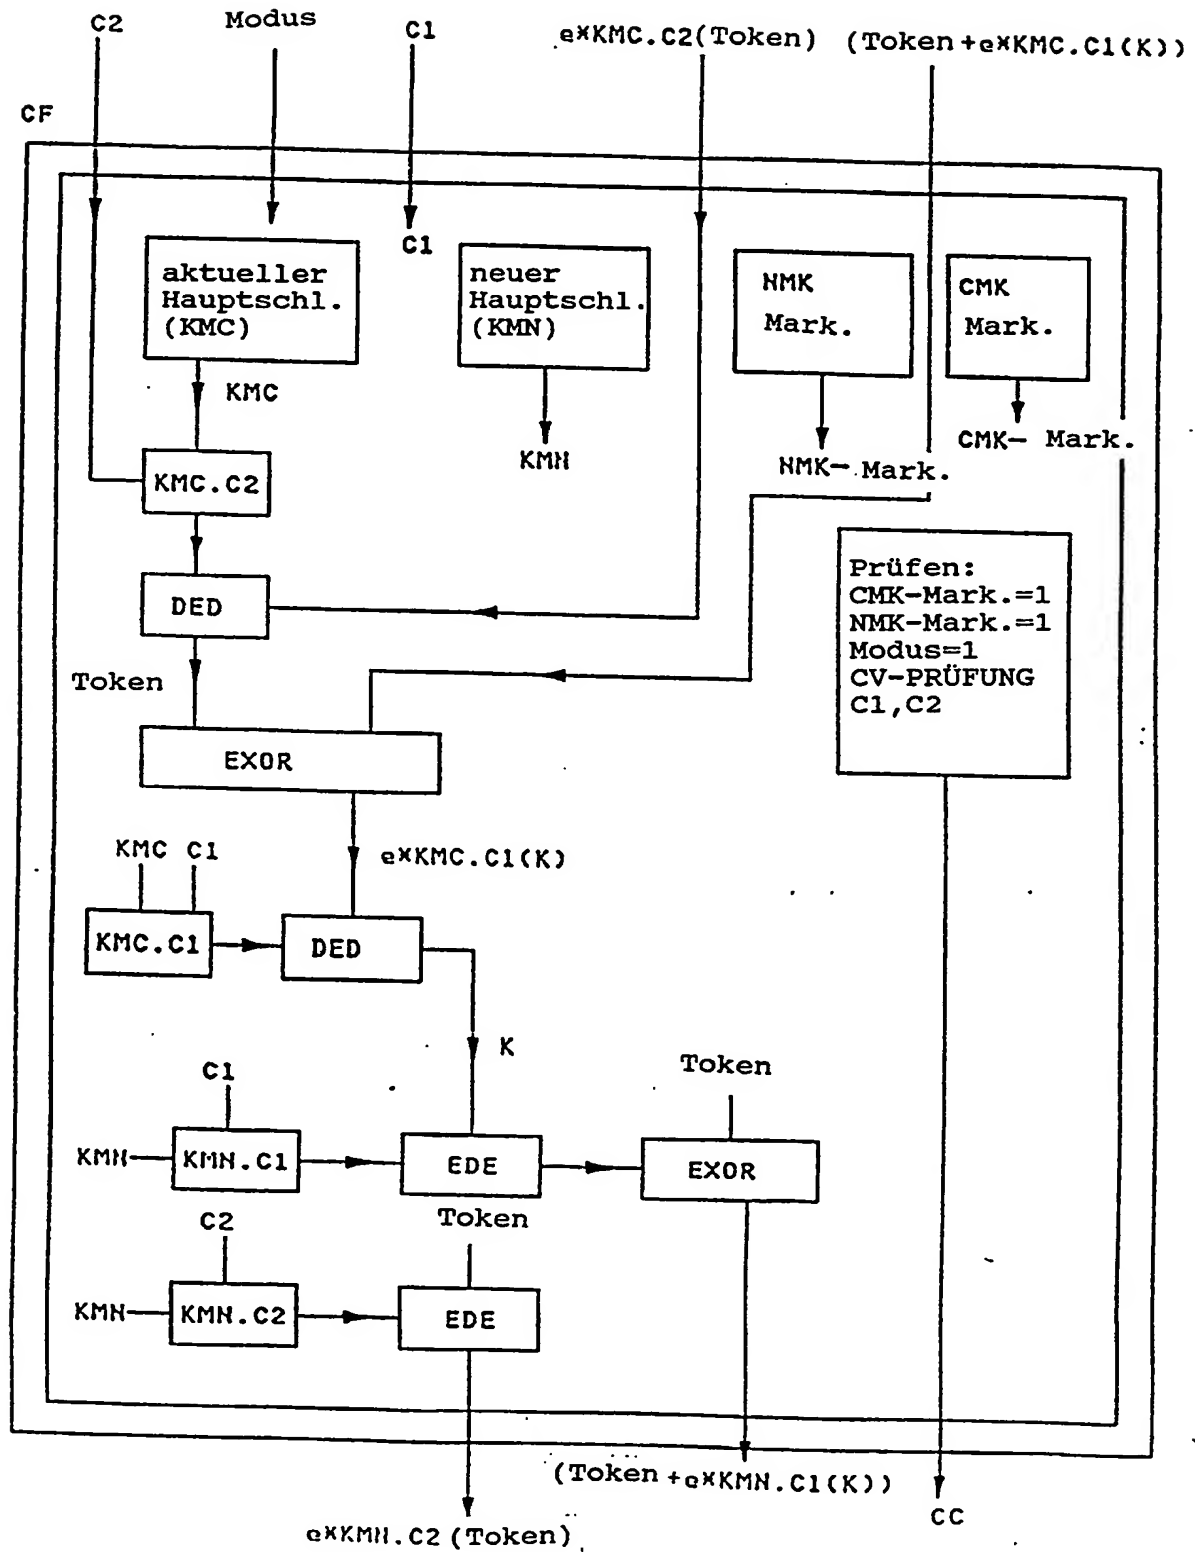 C2
Modus
C1
e*KMC.C2(Token)
(Token+e*KMC.C1(K))
CF
C1
aktueller
Hauptschl.
(KMC)
neuer
Hauptschl.
(KMN)
NMK
Mark.
CMK
Mark.
KMC
KMN
NMK- Mark.
CMK- Mark.
KMC.C2
DED
Prüfen:
CMK-Mark.=1
NMK-Mark.=1
Modus=1
CV-PRÜFUNG
C1,C2
Token
EXOR
KMC C1
e*KMC.C1(K)
KMC.C1
DED
K
C1
Token
KMN
KMN.C1
EDE
EXOR
C2
Token
KMN
KMN.C2
EDE
(Token+e*KMN.C1(K))
CC
e*KMN.C2(Token)